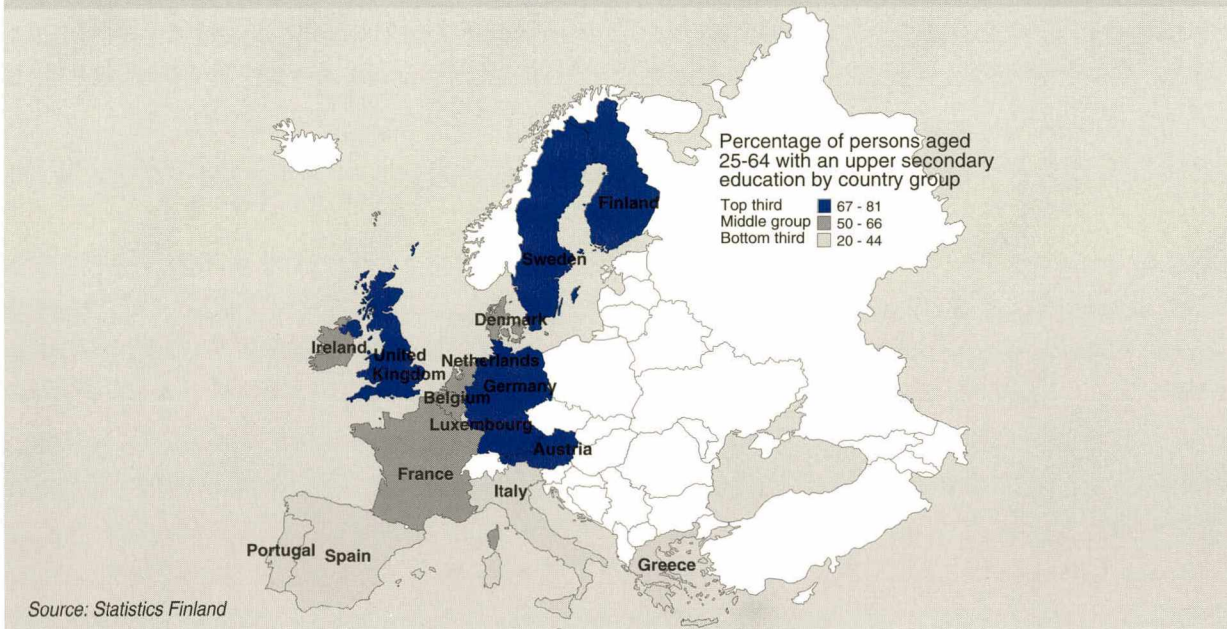 Percentage of persons aged
25-64 with an upper secondary
education by country group
Top third 67 - 81
Middle group 50 - 66
Bottom third 20 - 44
Finland
Sweden
Denmark
Ireland
United
Kingdom
Netherlands
Germany
Belgium
Luxembourg
Austria
France
Italy
Portugal
Spain
Greece
Source: Statistics Finland